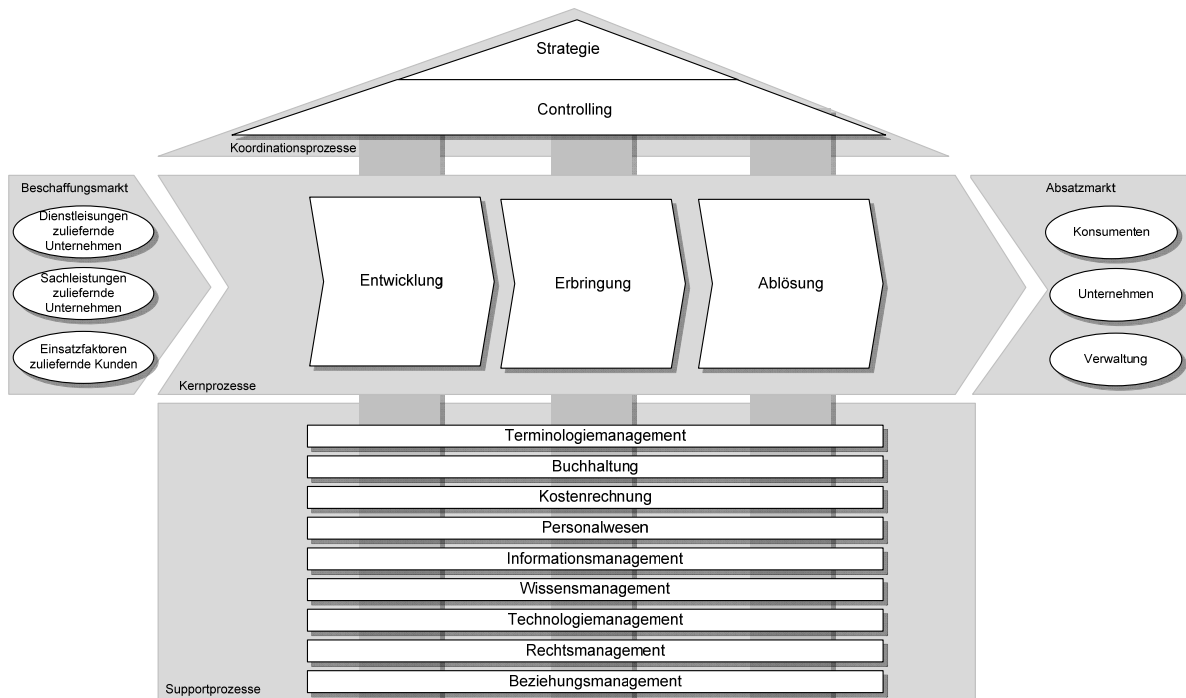 Strategie
Controlling
Koordinationsprozesse
Beschaffungsmarkt
Dienstleisungen
zuliefernde
Unternehmen
Sachleistungen
zuliefernde
Unternehmen
Einsatzfaktoren
zuliefernde Kunden
Entwicklung
Erbringung
Ablösung
Kernprozesse
Absatzmarkt
Konsumenten
Unternehmen
Verwaltung
Terminologiemanagement
Buchhaltung
Kostenrechnung
Personalwesen
Informationsmanagement
Wissensmanagement
Technologiemanagement
Rechtsmanagement
Beziehungsmanagement
Supportprozesse